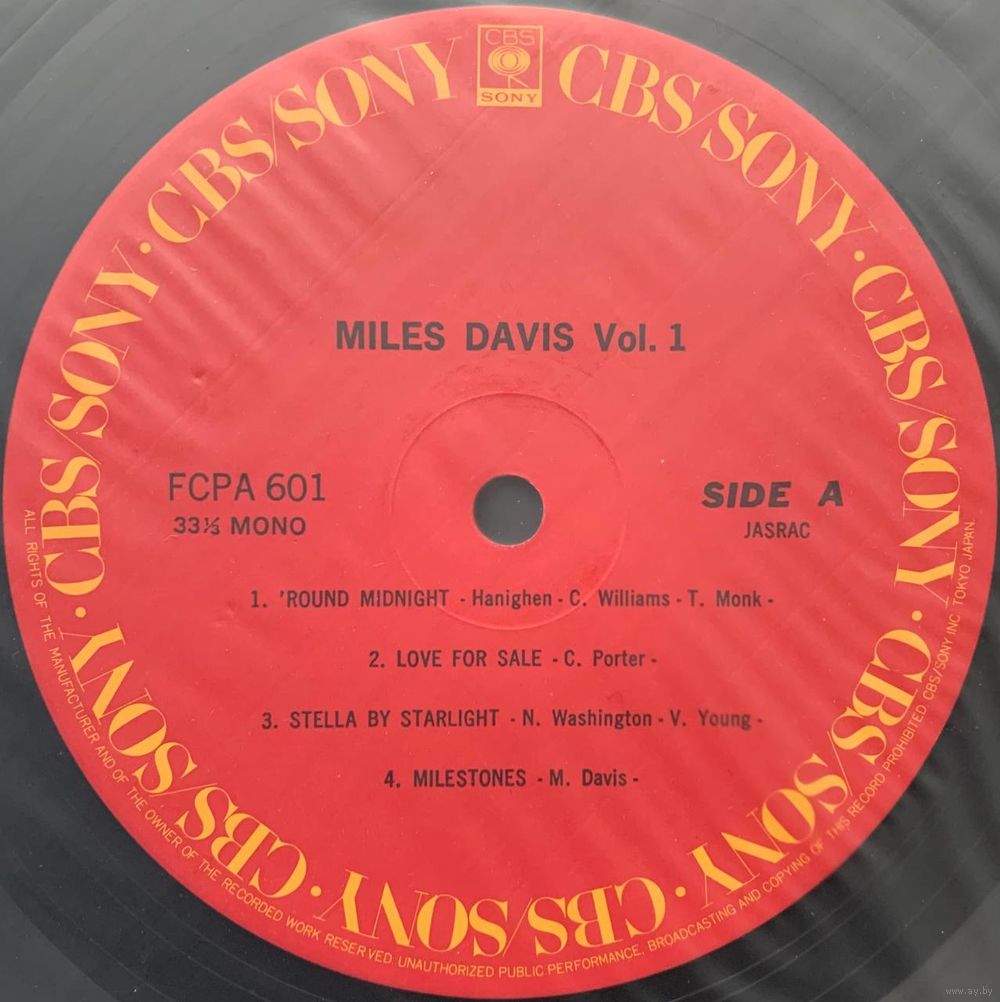 CBS
SONY
CBS/SONY · CBS/SONY · CBS/SONY · CBS/SONY · CBS/SONY · CBS/SONY · CBS/SONY · CBS/SONY
MILES DAVIS Vol. 1
FCPA 601
33⅓ MONO
SIDE A
JASRAC
1. 'ROUND MIDNIGHT - Hanighen - C. Williams - T. Monk -
2. LOVE FOR SALE - C. Porter -
3. STELLA BY STARLIGHT - N. Washington - V. Young -
4. MILESTONES - M. Davis -
ALL RIGHTS OF THE MANUFACTURER AND OF THE OWNER OF THE RECORDED WORK RESERVED UNAUTHORIZED PUBLIC PERFORMANCE, BROADCASTING AND COPYING OF THIS RECORD PROHIBITED CBS/SONY INC TOKYO JAPAN
www.ay.by